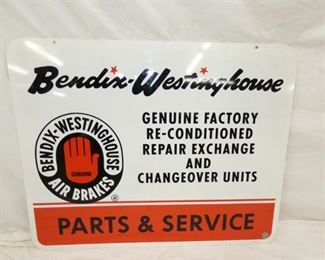 Bendix-Westinghouse
GENUINE FACTORY
RE-CONDITIONED
REPAIR EXCHANGE
AND
CHANGEOVER UNITS
BENDIX-WESTINGHOUSE
GENUINE
AIR BRAKES
PARTS & SERVICE